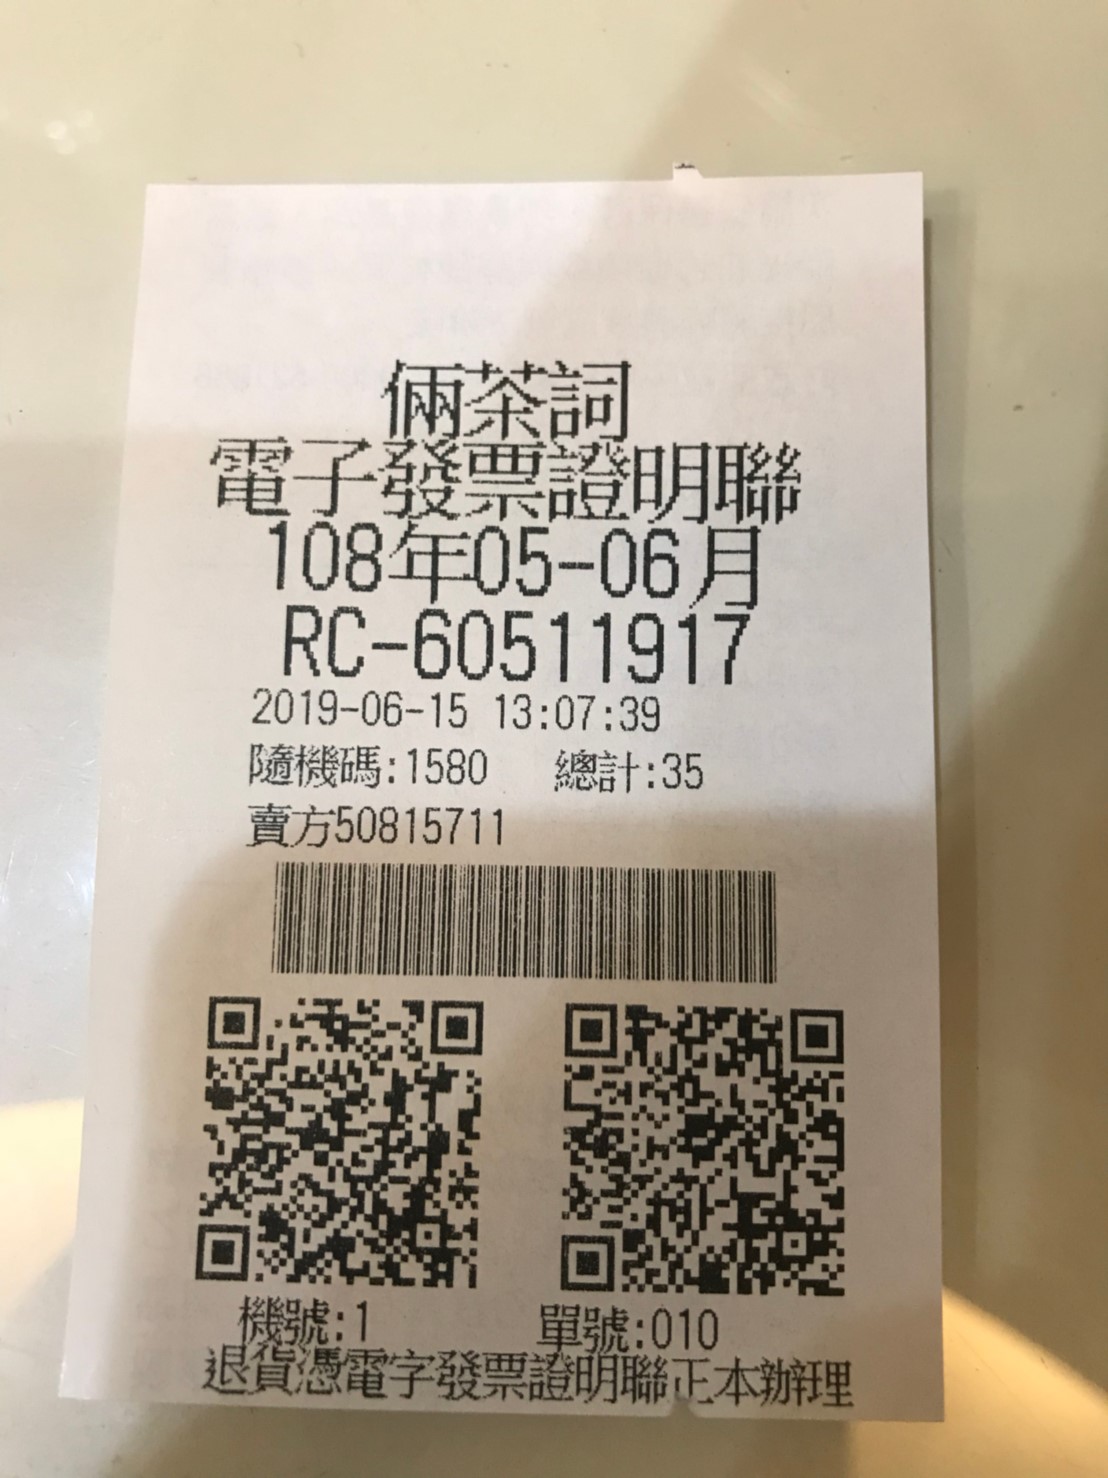 倆茶詞
電子發票證明聯
108年05-06月
RC-60511917
2019-06-15 13:07:39
隨機碼:1580 總計:35
賣方50815711
機號:1 單號:010
退貨憑電字發票證明聯正本辦理